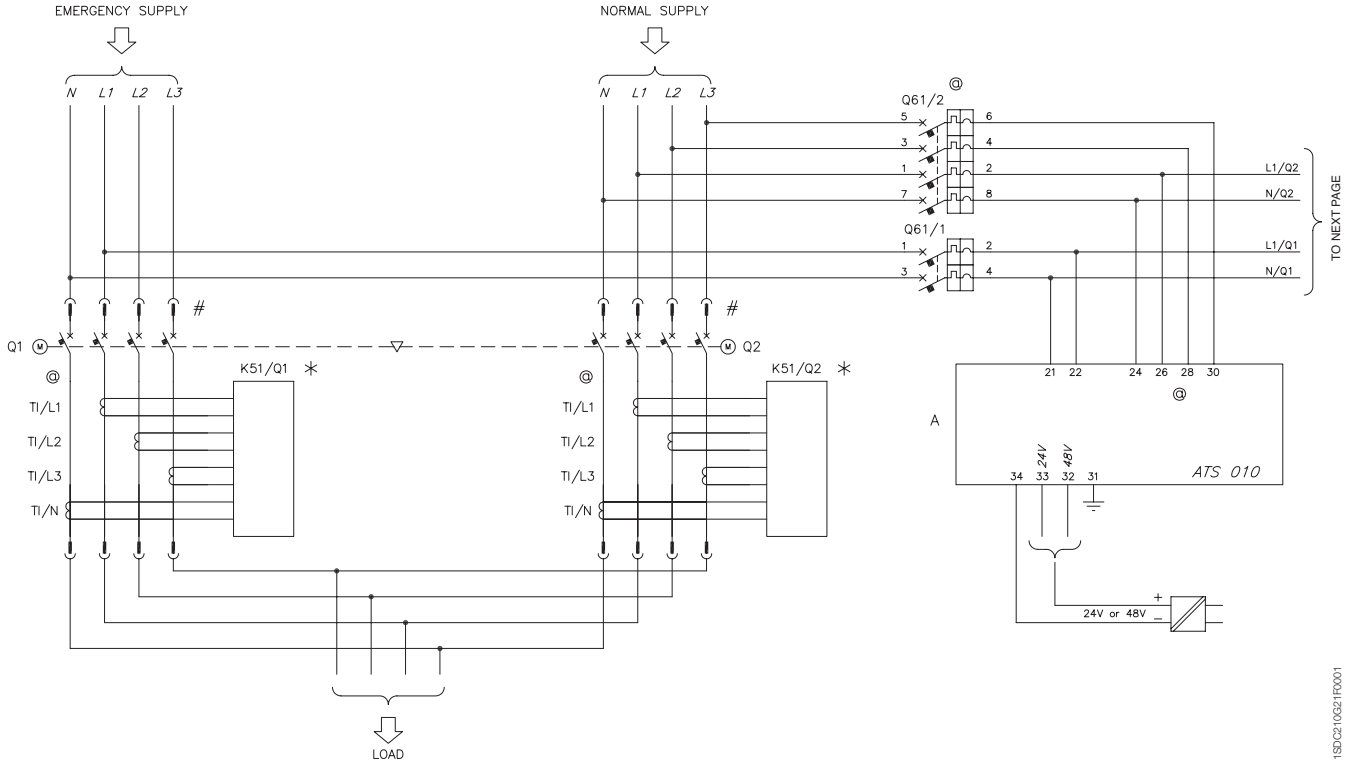 EMERGENCY SUPPLY
NORMAL SUPPLY
N L1 L2 L3
N L1 L2 L3
@
Q61/2
5 6
3 4
1 2 L1/Q2
7 8 N/Q2
Q61/1
1 2 L1/Q1
3 4 N/Q1
TO NEXT PAGE
#
#
Q1 M
M Q2
@
K51/Q1 *
@
K51/Q2 *
TI/L1
TI/L2
TI/L3
TI/N
TI/L1
TI/L2
TI/L3
TI/N
21 22 24 26 28 30
@
A
24V 48V
34 33 32 31
ATS 010
+
24V or 48V
–
LOAD
1SDC210G21F0001